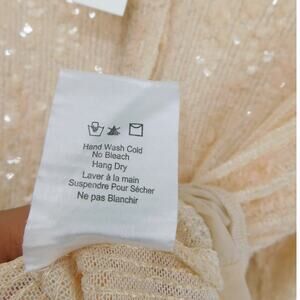 Hand Wash Cold
No Bleach
Hang Dry
Laver à la main
Suspendre Pour Sécher
Ne pas Blanchir